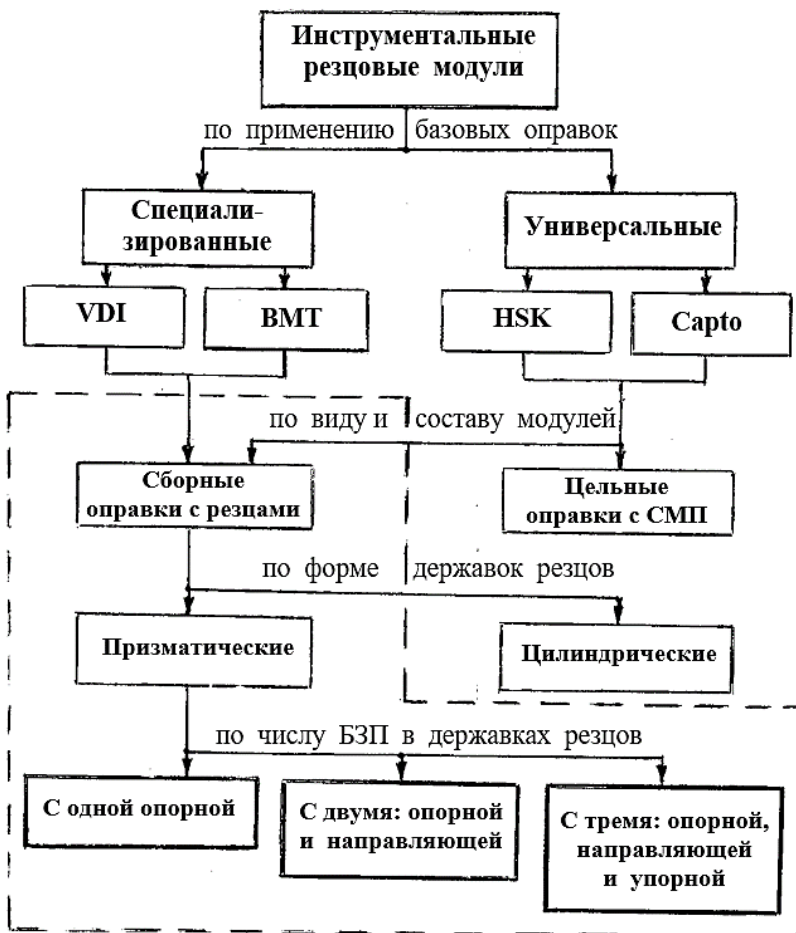 Инструментальные
резцовые модули
по применению базовых оправок
Специали-
зированные
Универсальные
VDI
BMT
HSK
Capto
по виду и составу модулей
Сборные
оправки с резцами
Цельные
оправки с СМП
по форме державок резцов
Призматические
Цилиндрические
по числу БЗП в державках резцов
С одной опорной
С двумя: опорной
и направляющей
С тремя: опорной,
направляющей
и упорной